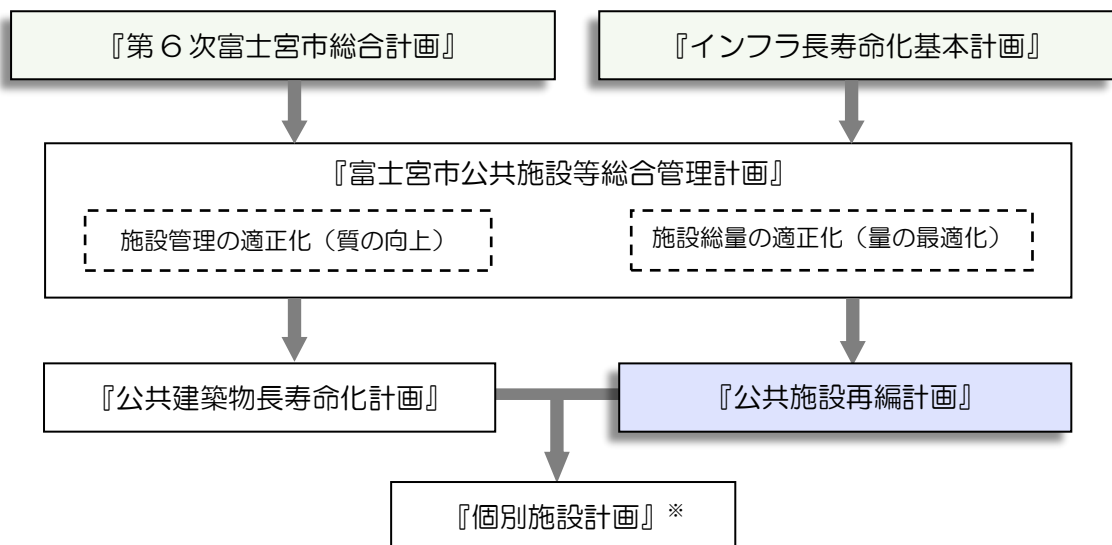 『第6次富士宮市総合計画』
『インフラ長寿命化基本計画』
『富士宮市公共施設等総合管理計画』
施設管理の適正化（質の向上）
施設総量の適正化（量の最適化）
『公共建築物長寿命化計画』
『公共施設再編計画』
『個別施設計画』※